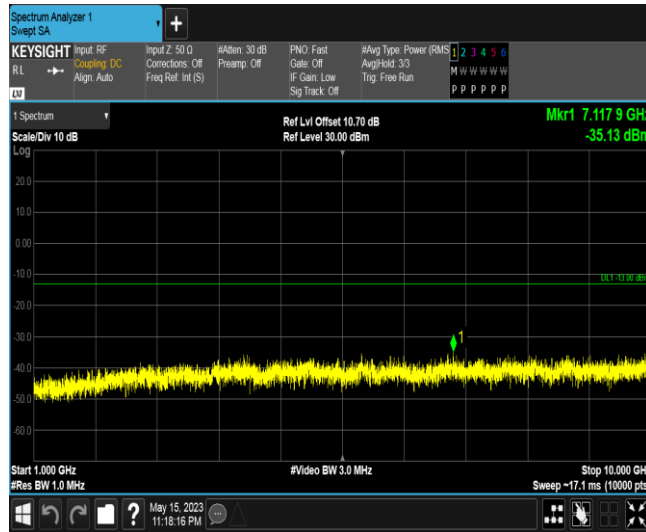 Spectrum Analyzer 1
Swept SA
KEYSIGHT
RL
LXI
Input: RF
Coupling: DC
Align: Auto
Input Z: 50 Ω
Corrections: Off
Freq Ref: Int (S)
#Atten: 30 dB
Preamp: Off
PNO: Fast
Gate: Off
IF Gain: Low
Sig Track: Off
#Avg Type: Power (RMS
Avg|Hold: 3/3
Trig: Free Run
1 2 3 4 5 6
M W W W W W
P P P P P P
1 Spectrum
Scale/Div 10 dB
Log
Ref Lvl Offset 10.70 dB
Ref Level 30.00 dBm
Mkr1 7.117 9 GHz
-35.13 dBm
20.0
10.0
0.00
-10.0
DL1 -13.00 dBm
-20.0
-30.0
1
-40.0
-50.0
-60.0
Start 1.000 GHz
#Res BW 1.0 MHz
#Video BW 3.0 MHz
Stop 10.000 GHz
Sweep ~17.1 ms (10000 pts
May 15, 2023
11:18:16 PM